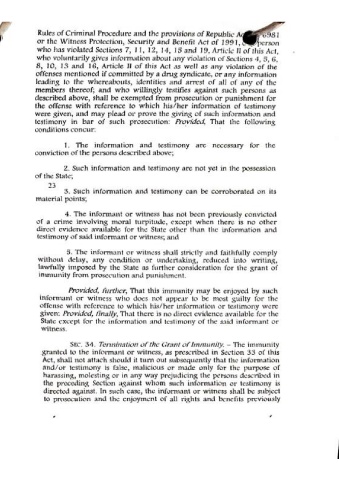 Rules of Criminal Procedure and the provisions of Republic 6981
or the Witness Protection, Security and Benefit Act of 1991, person
who has violated Sections 7, 11, 12, 14, 15 and 19, Article II of this Act,
who voluntarily gives information about any violation of Sections 4, 5, 6,
8, 10, 13 and 16, Article II of this Act as well as any violation of the
offenses mentioned if committed by a drug syndicate, or any information
leading to the whereabouts, identities and arrest of all or any of the
members thereof; and who willingly testifies against such persons as
described above, shall be exempted from prosecution or punishment for
the offense with reference to which his/her information of testimony
were given, and may plead or prove the giving of such information and
testimony in bar of such prosecution: Provided, That the following
conditions concur:
1. The information and testimony are necessary for the
conviction of the persons described above;
2. Such information and testimony are not yet in the possession
of the State;
23
3. Such information and testimony can be corroborated on its
material points;
4. The informant or witness has not been previously convicted
of a crime involving moral turpitude, except when there is no other
direct evidence available for the State other than the information and
testimony of said informant or witness; and
5. The informant or witness shall strictly and faithfully comply
without delay, any condition or undertaking, reduced into writing,
lawfully imposed by the State as further consideration for the grant of
immunity from prosecution and punishment.
Provided, further, That this immunity may be enjoyed by such
informant or witness who does not appear to be most guilty for the
offense with reference to which his/her information or testimony were
given: Provided, finally, That there is no direct evidence available for the
State except for the information and testimony of the said informant or
witness.
SEC. 34. Termination of the Grant of Immunity. – The immunity
granted to the informant or witness, as prescribed in Section 33 of this
Act, shall not attach should it turn out subsequently that the information
and/or testimony is false, malicious or made only for the purpose of
harassing, molesting or in any way prejudicing the persons described in
the preceding Section against whom such information or testimony is
directed against. In such case, the informant or witness shall be subject
to prosecution and the enjoyment of all rights and benefits previously